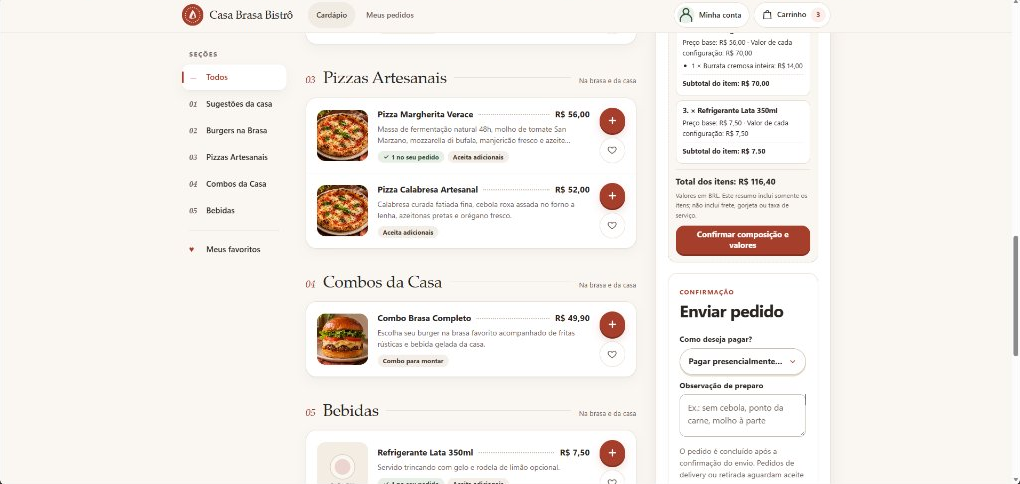 Casa Brasa Bistrô
Cardápio
Meus pedidos
Minha conta
Carrinho 3
SEÇÕES
Todos
01 Sugestões da casa
02 Burgers na Brasa
03 Pizzas Artesanais
04 Combos da Casa
05 Bebidas
Meus favoritos
03 Pizzas Artesanais
Na brasa e da casa
Pizza Margherita Verace R$ 56,00
Massa de fermentação natural 48h, molho de tomate San
Marzano, mozzarella di bufala, manjericão fresco e azeite...
✓ 1 no seu pedido
Aceita adicionais
Pizza Calabresa Artesanal R$ 52,00
Calabresa curada fatiada fina, cebola roxa assada no forno a
lenha, azeitonas pretas e orégano fresco.
Aceita adicionais
04 Combos da Casa
Na brasa e da casa
Combo Brasa Completo R$ 49,90
Escolha seu burger na brasa favorito acompanhado de fritas
rústicas e bebida gelada da casa.
Combo para montar
05 Bebidas
Na brasa e da casa
Refrigerante Lata 350ml R$ 7,50
Servido trincando com gelo e rodela de limão opcional.
Preço base: R$ 56,00 · Valor de cada
configuração: R$ 70,00
• 1 × Burrata cremosa inteira: R$ 14,00
Subtotal do item: R$ 70,00
3. × Refrigerante Lata 350ml
Preço base: R$ 7,50 · Valor de cada
configuração: R$ 7,50
Subtotal do item: R$ 7,50
Total dos itens: R$ 116,40
Valores em BRL. Este resumo inclui somente os
itens; não inclui frete, gorjeta ou taxa de
serviço.
Confirmar composição e
valores
CONFIRMAÇÃO
Enviar pedido
Como deseja pagar?
Pagar presencialmente...
Observação de preparo
Ex.: sem cebola, ponto da
carne, molho à parte
O pedido é concluído após a
confirmação do envio. Pedidos de
delivery ou retirada aguardam aceite